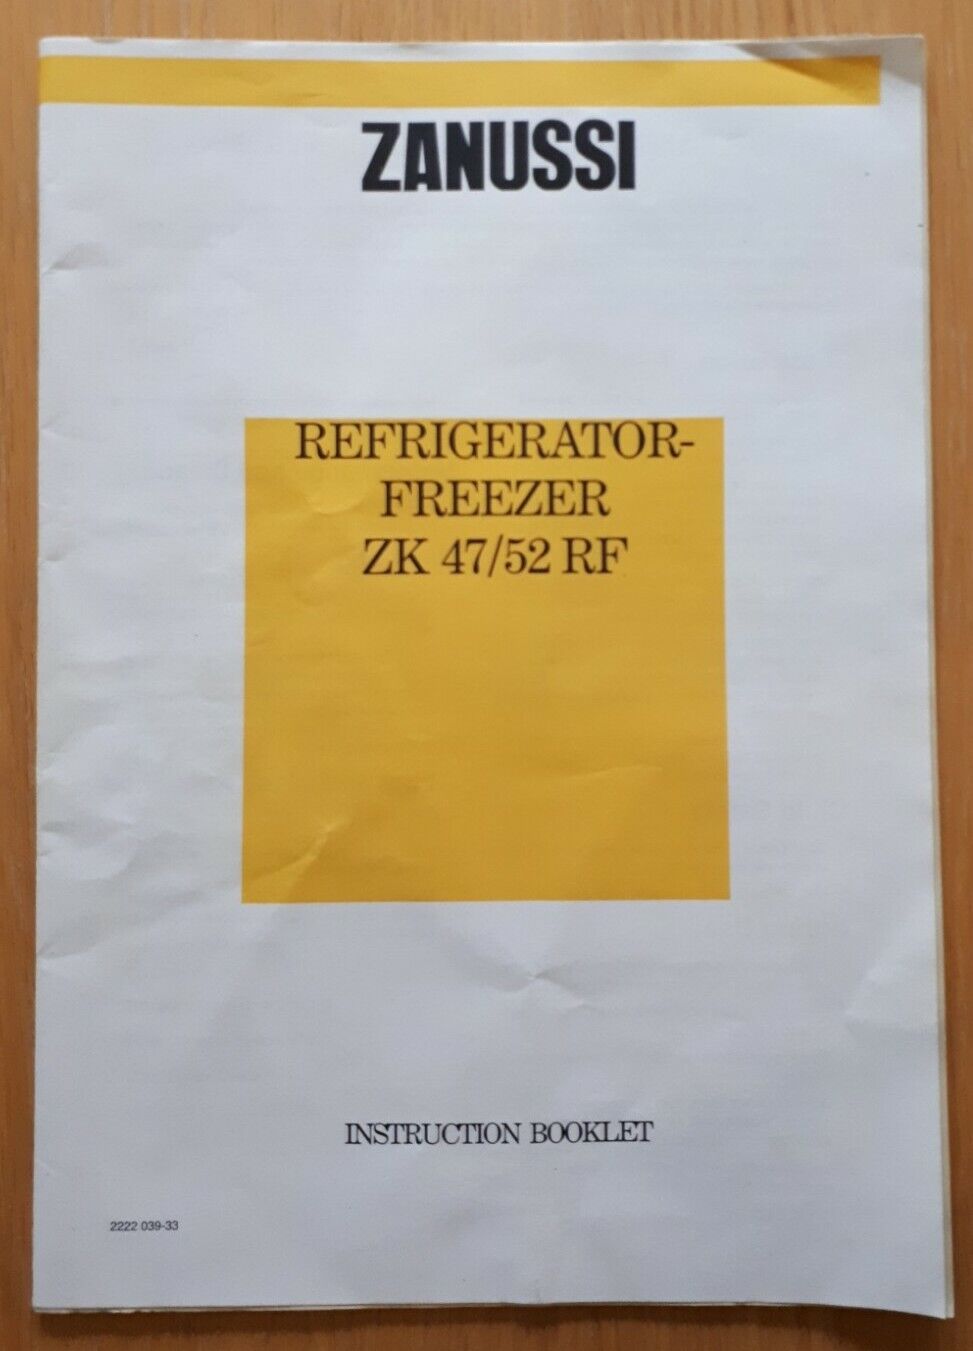 ZANUSSI
REFRIGERATOR-
FREEZER
ZK 47/52 RF
INSTRUCTION BOOKLET
2222 039-33